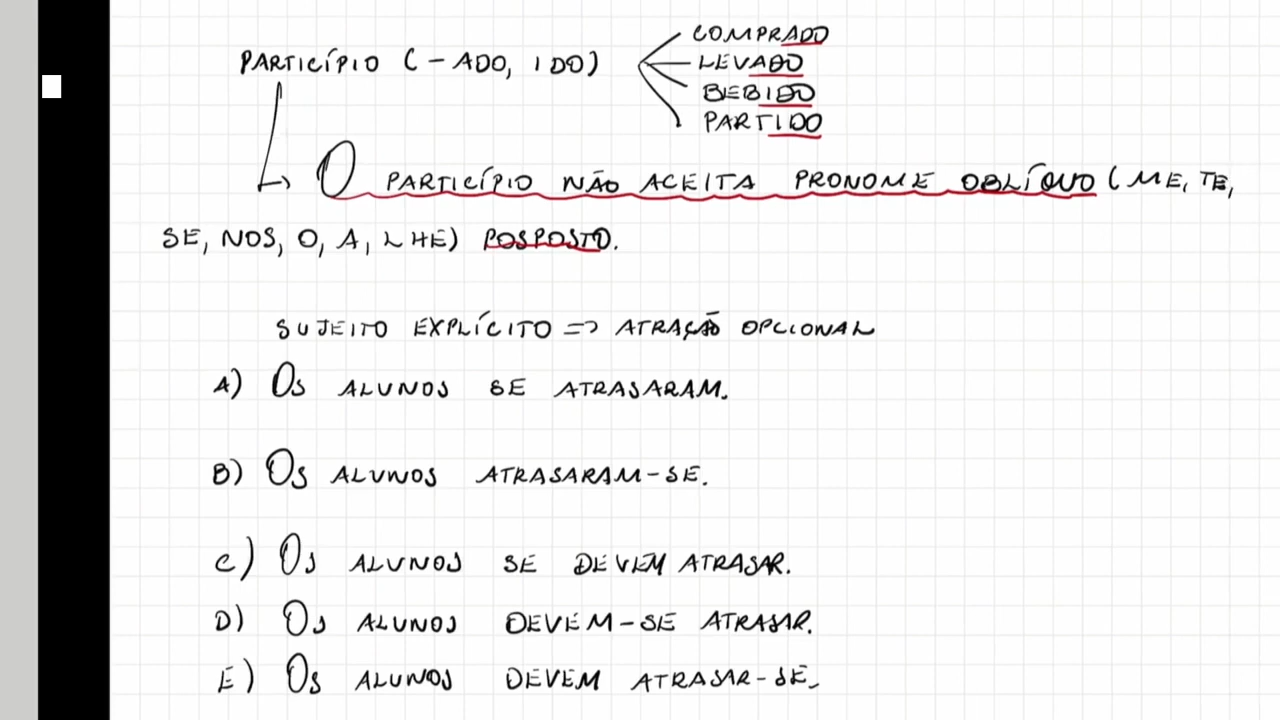 PARTICÍPIO (-ADO, IDO)
COMPRADO
LEVADO
BEBIDO
PARTIDO
O PARTICÍPIO NÃO ACEITA PRONOME OBLÍQUO (ME, TE,
SE, NOS, O, A, LHE) POSPOSTO.
SUJEITO EXPLÍCITO => ATRAÇÃO OPCIONAL
A) OS ALUNOS SE ATRASARAM.
B) OS ALUNOS ATRASARAM-SE.
C) OS ALUNOS SE DEVEM ATRASAR.
D) OS ALUNOS DEVEM-SE ATRASAR.
E) OS ALUNOS DEVEM ATRASAR-SE.